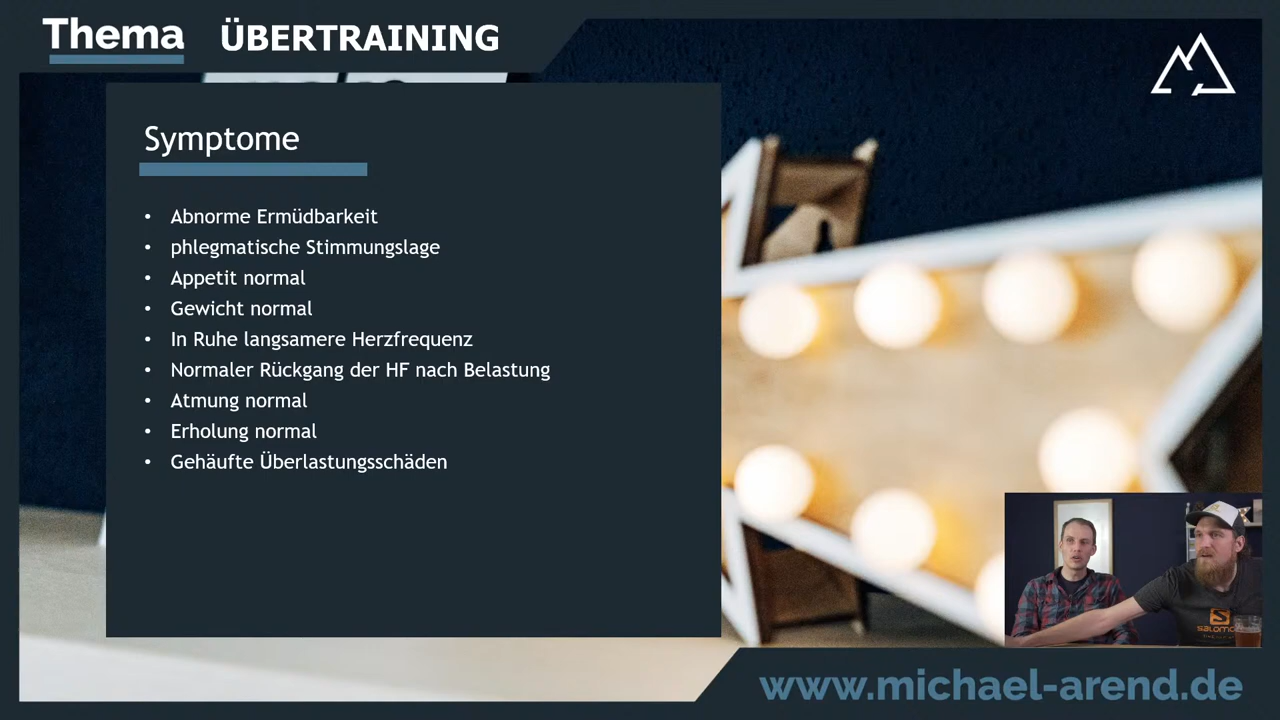 Thema ÜBERTRAINING
Symptome
• Abnorme Ermüdbarkeit
• phlegmatische Stimmungslage
• Appetit normal
• Gewicht normal
• In Ruhe langsamere Herzfrequenz
• Normaler Rückgang der HF nach Belastung
• Atmung normal
• Erholung normal
• Gehäufte Überlastungsschäden
www.michael-arend.de